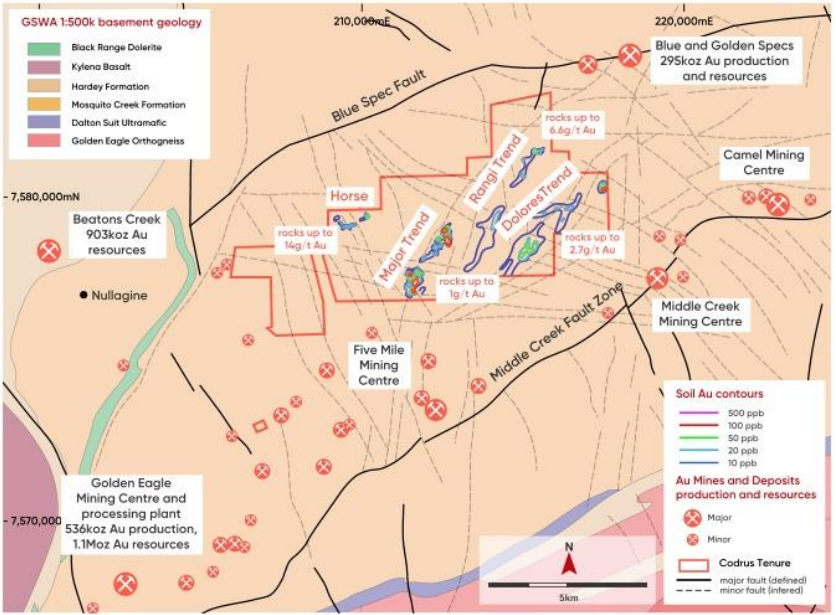 GSWA 1:500k basement geology
Black Range Dolerite
Kylena Basalt
Hardey Formation
Mosquito Creek Formation
Dalton Suit Ultramafic
Golden Eagle Orthogneiss
210,000mE
220,000mE
Blue and Golden Specs
295koz Au production
and resources
Blue Spec Fault
rocks up to
6.6g/t Au
Camel Mining
Centre
7,580,000mN
Beatons Creek
903koz Au
resources
Horse
Rangi Trend
DoloresTrend
Major Trend
rocks up to
14g/t Au
rocks up to
2.7g/t Au
rocks up to
1g/t Au
Nullagine
Middle Creek
Mining Centre
Middle Creek Fault Zone
Five Mile
Mining
Centre
Golden Eagle
Mining Centre and
processing plant
536koz Au production,
1.1Moz Au resources
7,570,000
Soil Au contours
500 ppb
100 ppb
50 ppb
20 ppb
10 ppb
Au Mines and Deposits
production and resources
Major
Minor
Codrus Tenure
major fault (defined)
minor fault (infered)
N
5km